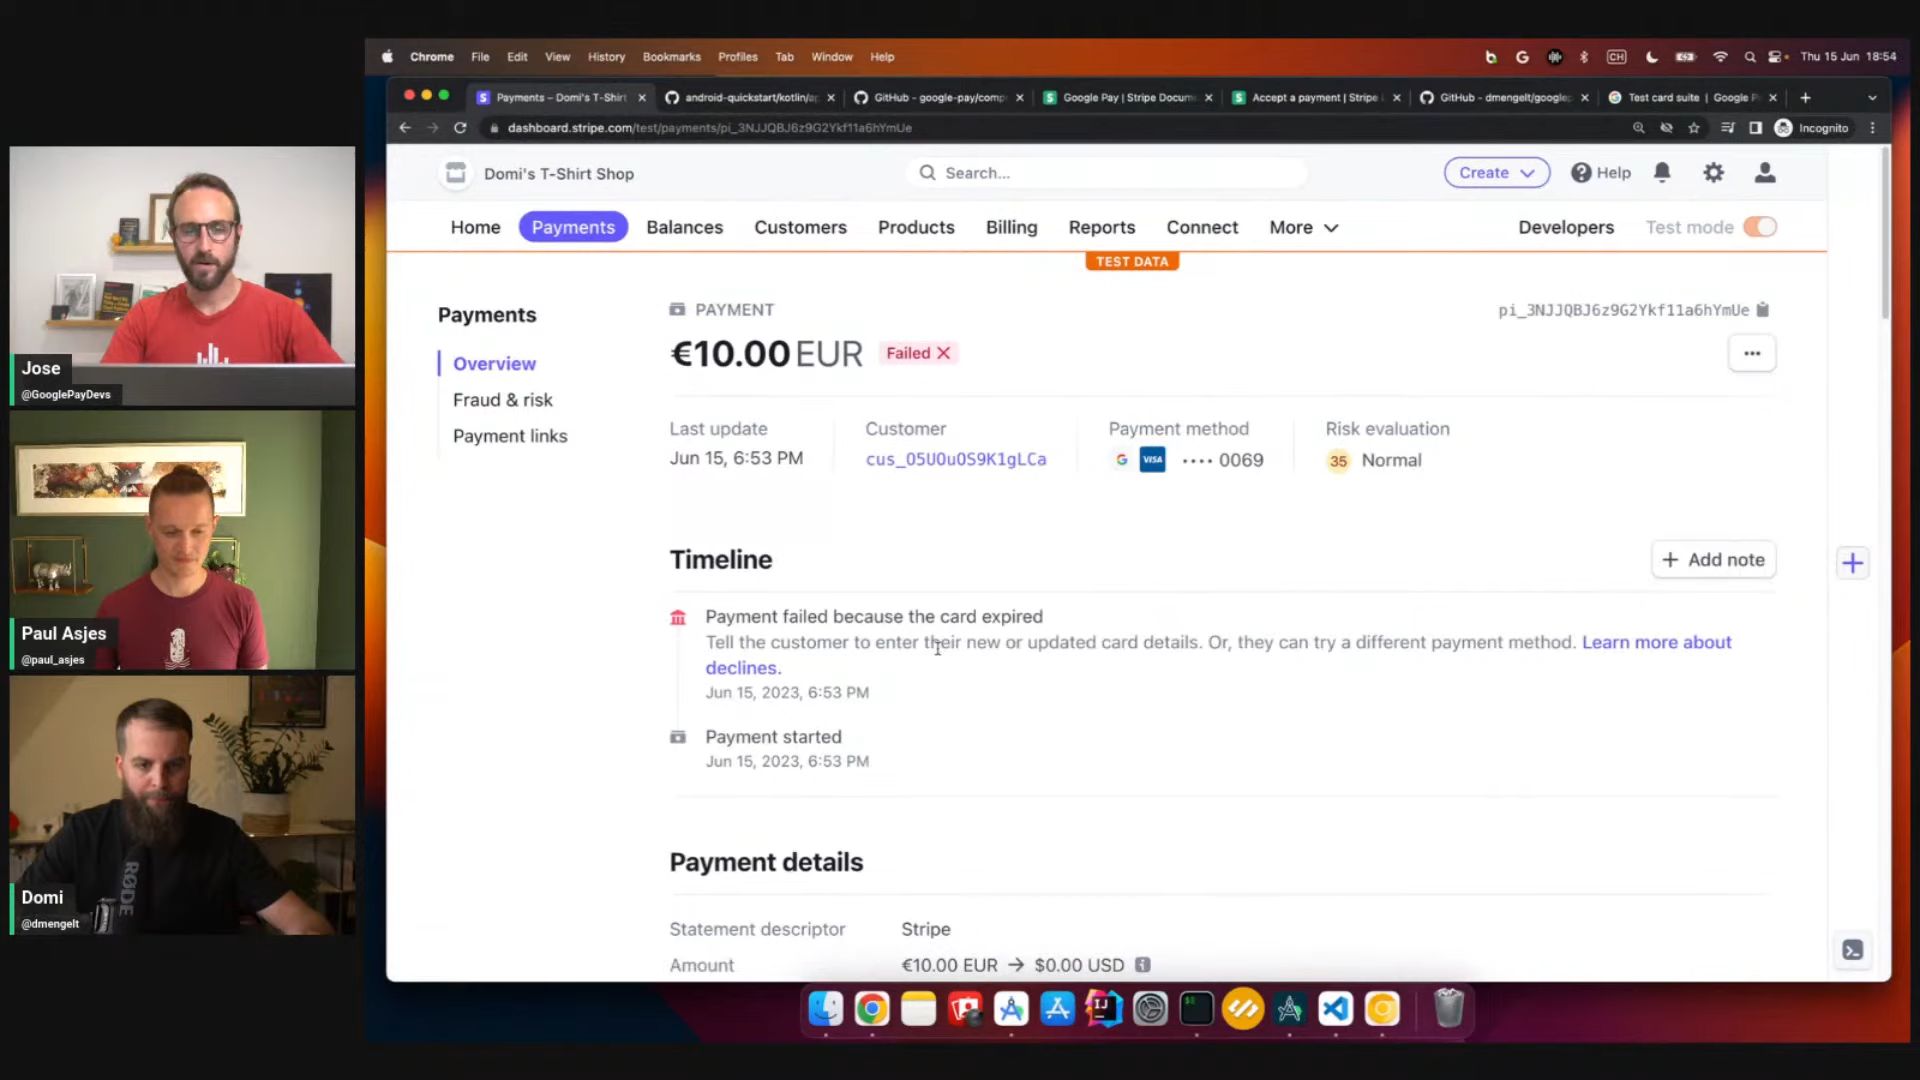 Chrome File Edit View History Bookmarks Profiles Tab Window Help
CH
Thu 15 Jun 18:54
Payments – Domi's T-Shirt
android-quickstart/kotlin/ap
GitHub - google-pay/comp
Google Pay | Stripe Docum
Accept a payment | Stripe
GitHub - dmengelt/google
Test card suite | Google P
dashboard.stripe.com/test/payments/pi_3NJJQBJ6z9G2Ykf11a6hYmUe
Incognito
Domi's T-Shirt Shop
Search...
Create
Help
Home Payments Balances Customers Products Billing Reports Connect More
Developers Test mode
TEST DATA
Payments
Overview
Fraud & risk
Payment links
PAYMENT
pi_3NJJQBJ6z9G2Ykf11a6hYmUe
€10.00 EUR Failed
Last update
Jun 15, 6:53 PM
Customer
cus_O5UOuOS9K1gLCa
Payment method
VISA •••• 0069
Risk evaluation
35 Normal
Timeline
Add note
Payment failed because the card expired
Tell the customer to enter their new or updated card details. Or, they can try a different payment method. Learn more about
declines.
Jun 15, 2023, 6:53 PM
Payment started
Jun 15, 2023, 6:53 PM
Payment details
Statement descriptor Stripe
Amount €10.00 EUR → $0.00 USD
Jose
@GooglePayDevs
Paul Asjes
@paul_asjes
Domi
@dmengelt
RØDE